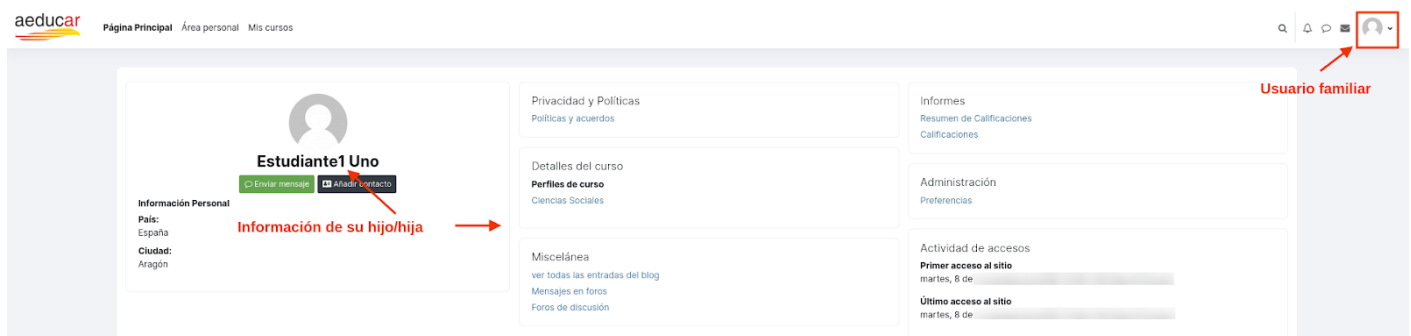 aeducar
Página Principal Área personal Mis cursos
Usuario familiar
Estudiante1 Uno
Enviar mensaje Añadir contacto
Información Personal
País:
España
Ciudad:
Aragón
Información de su hijo/hija
Privacidad y Políticas
Políticas y acuerdos
Detalles del curso
Perfiles de curso
Ciencias Sociales
Miscelánea
ver todas las entradas del blog
Mensajes en foros
Foros de discusión
Informes
Resumen de Calificaciones
Calificaciones
Administración
Preferencias
Actividad de accesos
Primer acceso al sitio
martes, 8 de
Último acceso al sitio
martes, 8 de